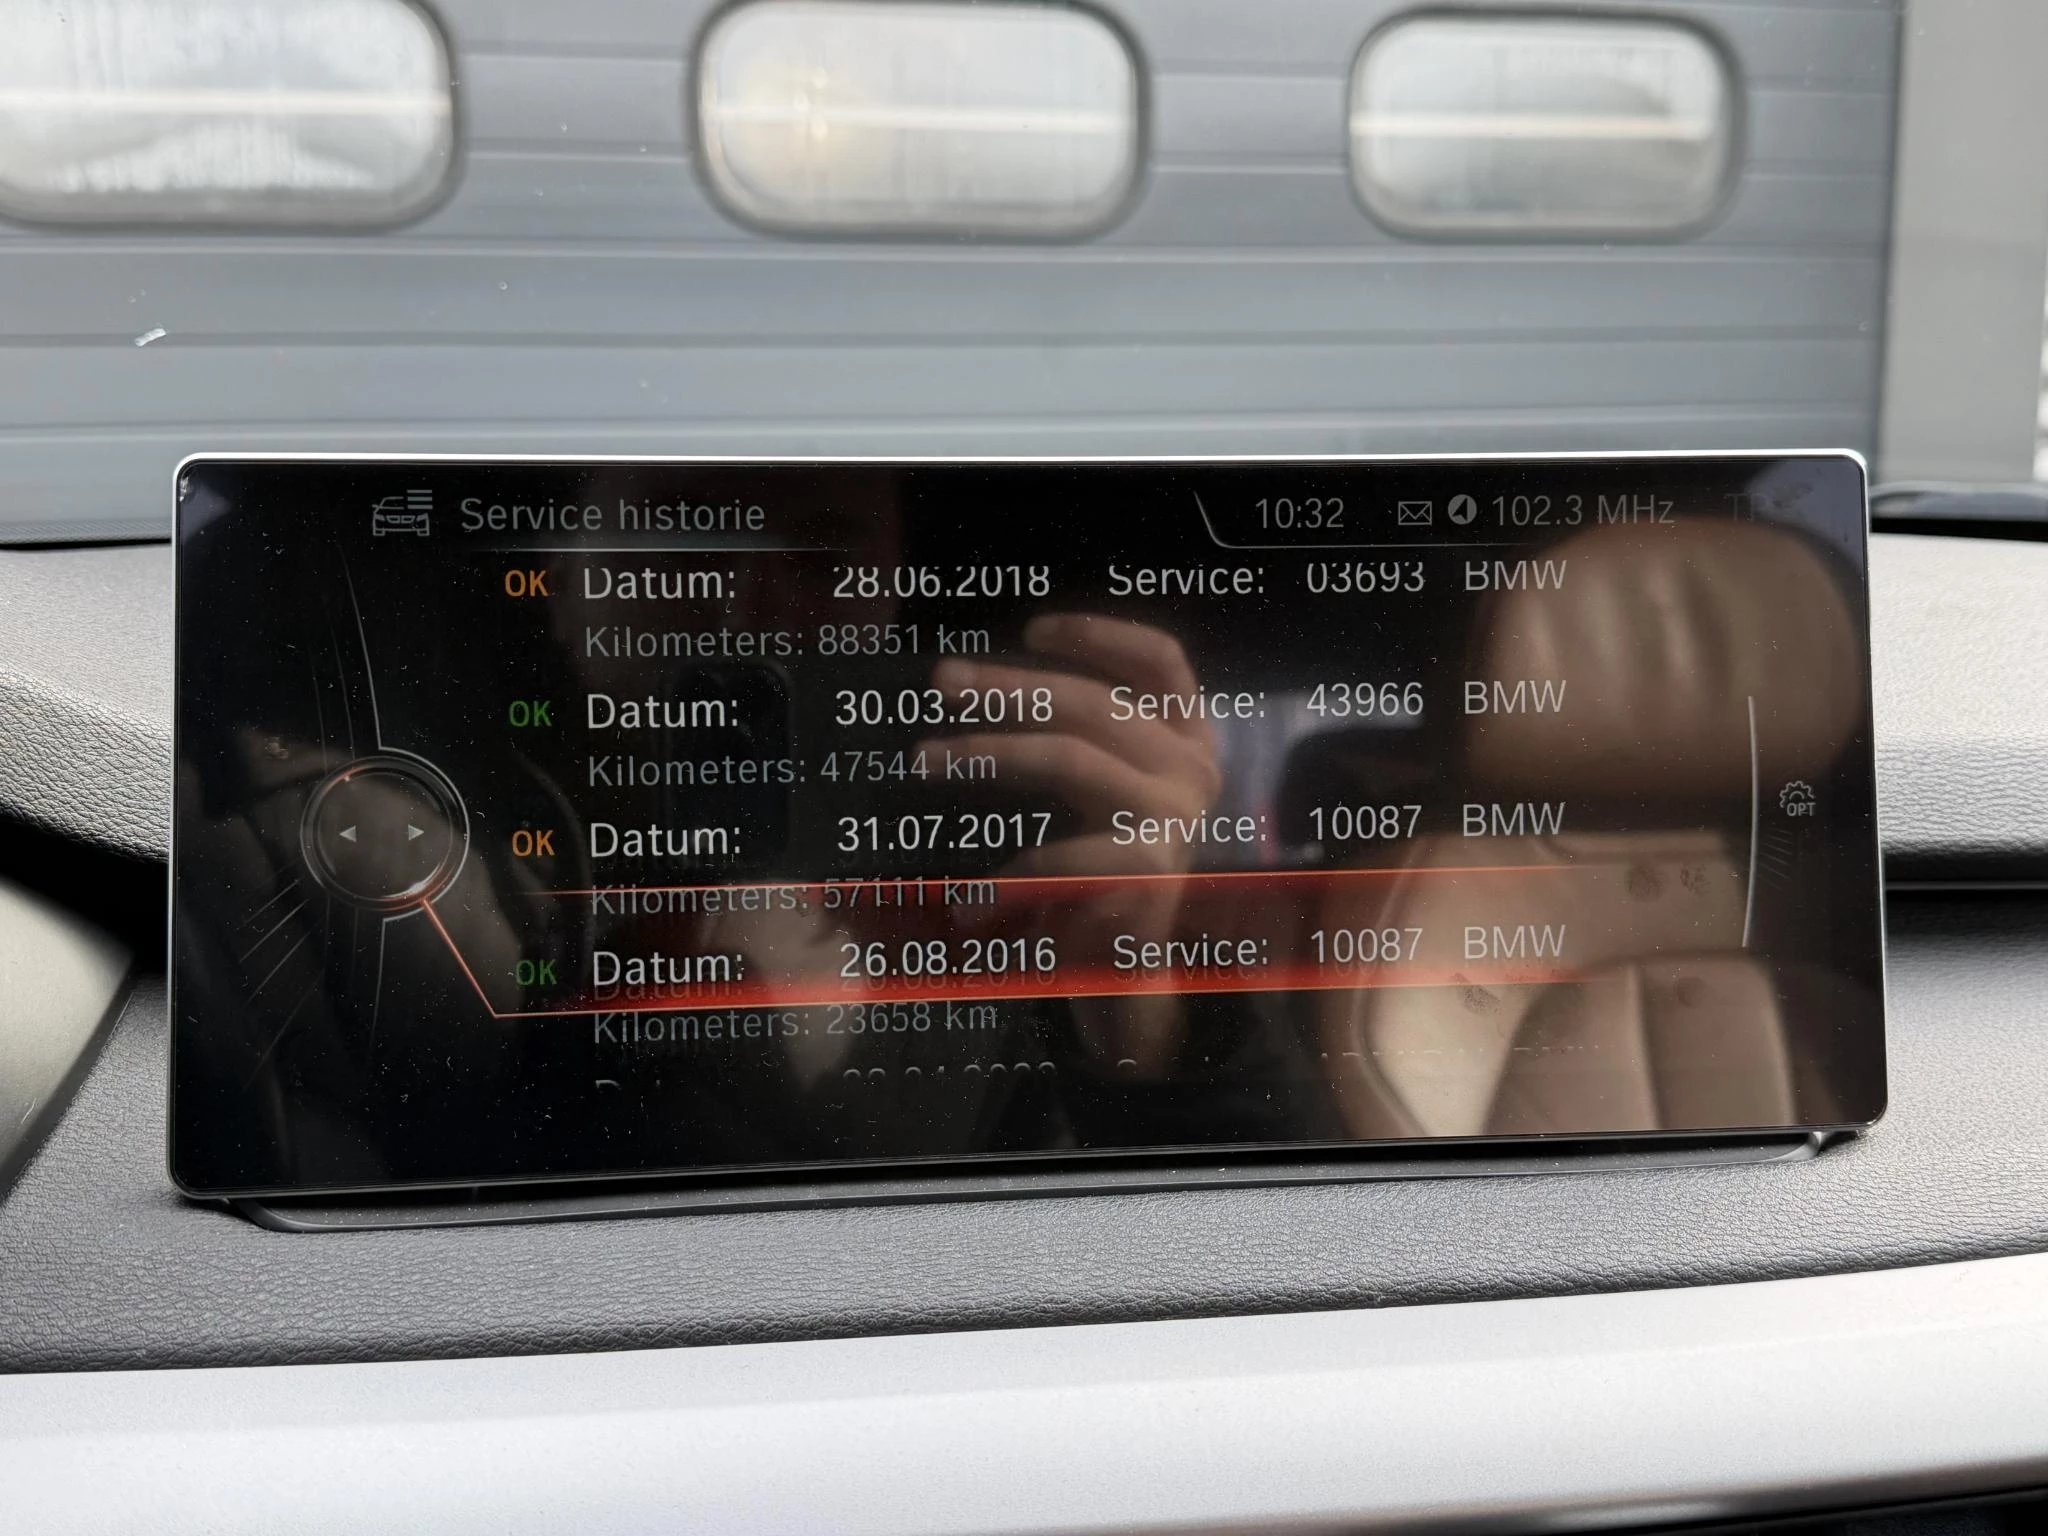 Service historie 10:32 102.3 MHz TP
OK Datum: 28.06.2018 Service: 03693 BMW
Kilometers: 88351 km
OK Datum: 30.03.2018 Service: 43966 BMW
Kilometers: 47544 km
OK Datum: 31.07.2017 Service: 10087 BMW
Kilometers: 57111 km
OK Datum: 26.08.2016 Service: 10087 BMW
Kilometers: 23658 km
OPT